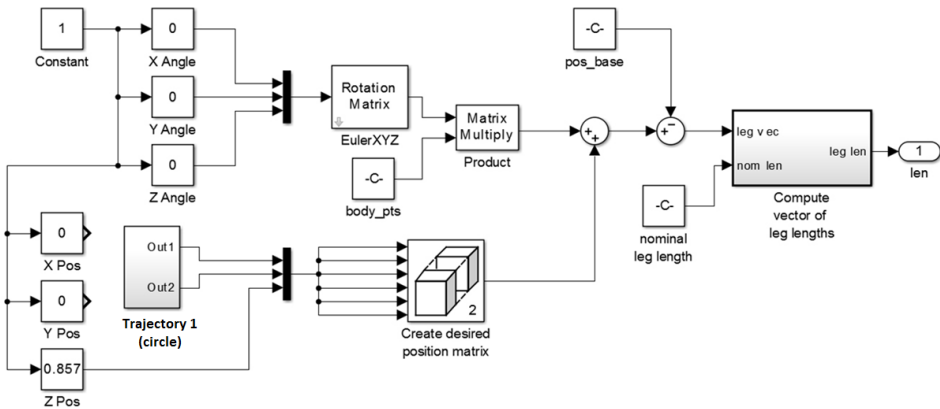 1
Constant
0
X Angle
0
Y Angle
0
Z Angle
Rotation
Matrix
EulerXYZ
-C-
body_pts
Matrix
Multiply
Product
-C-
pos_base
-C-
nominal
leg length
leg vec
nom len
leg len
Compute
vector of
leg lengths
1
len
0
X Pos
0
Y Pos
0.857
Z Pos
Out1
Out2
Trajectory 1
(circle)
2
Create desired
position matrix